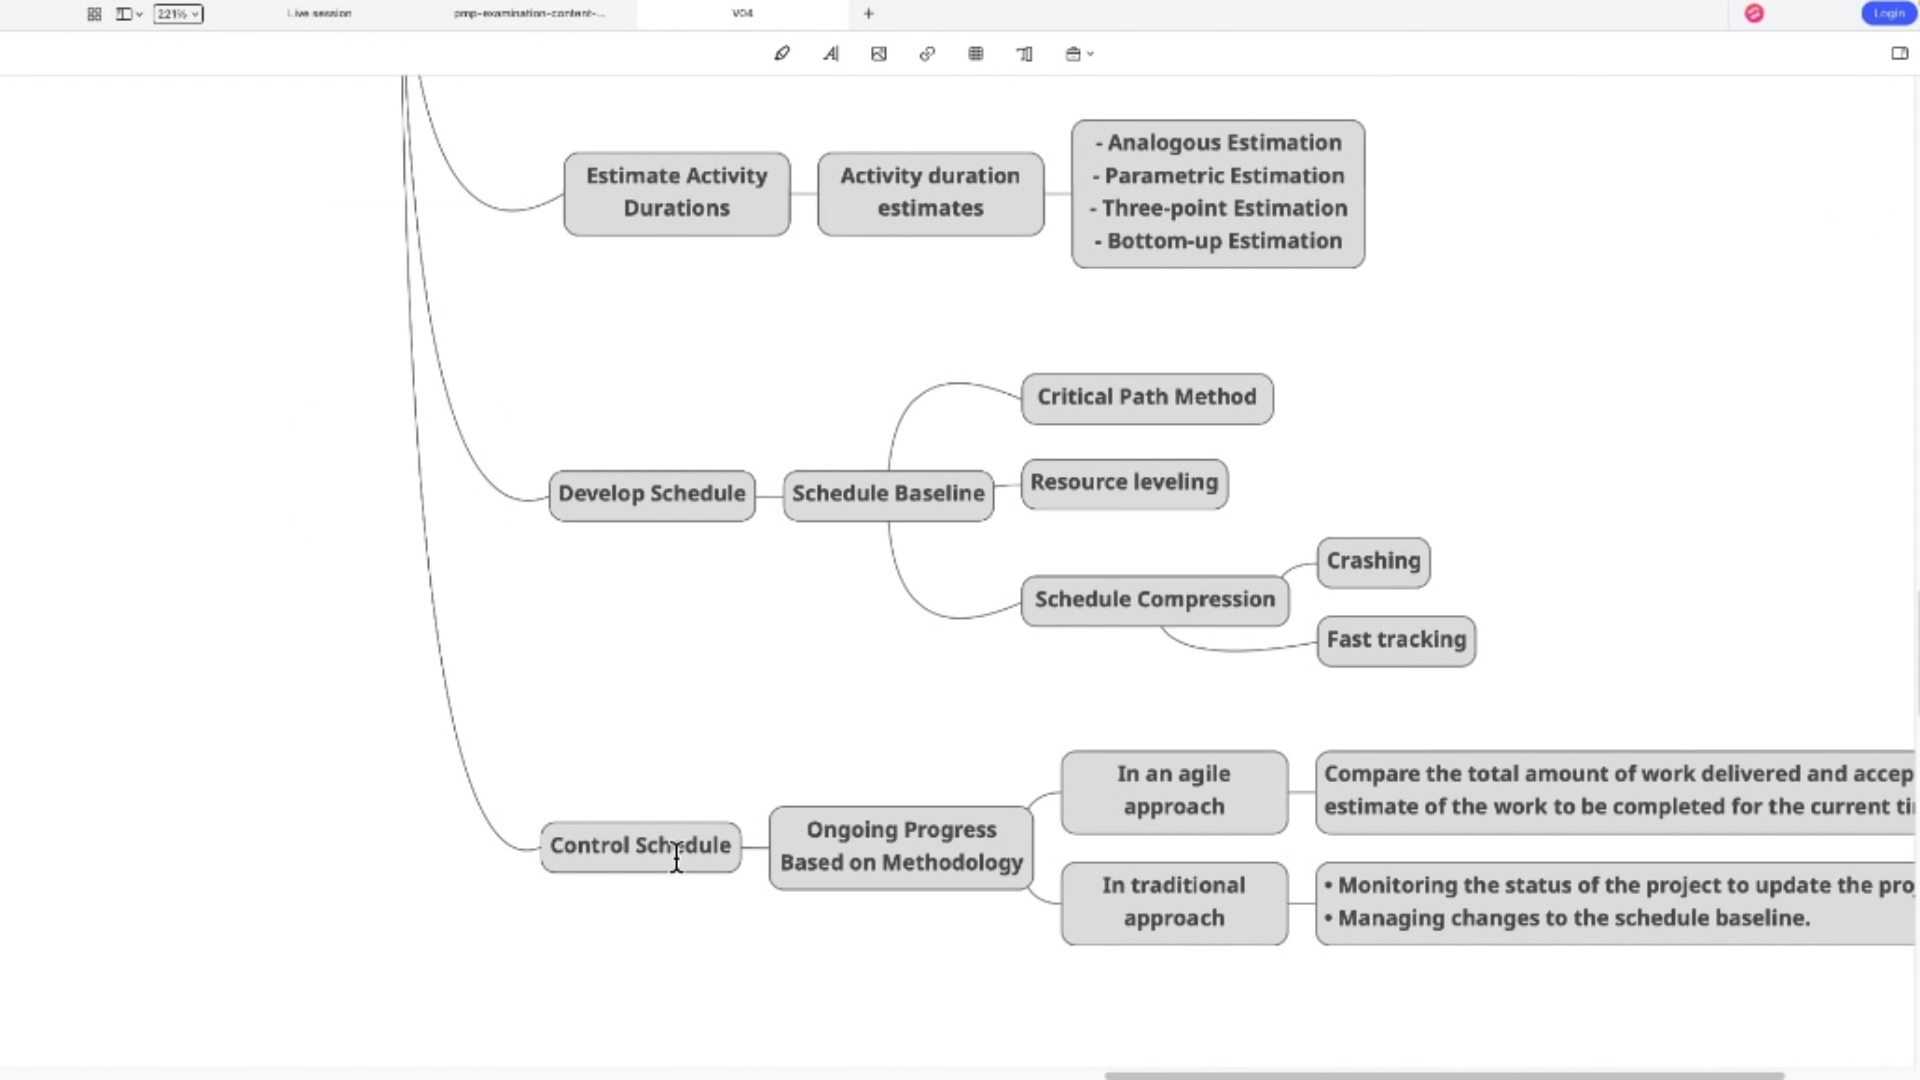 221%
Live session
pmp-examination-content-...
V04
Login
Estimate Activity
Durations
Activity duration
estimates
- Analogous Estimation
- Parametric Estimation
- Three-point Estimation
- Bottom-up Estimation
Critical Path Method
Develop Schedule
Schedule Baseline
Resource leveling
Schedule Compression
Crashing
Fast tracking
Control Schedule
Ongoing Progress
Based on Methodology
In an agile
approach
Compare the total amount of work delivered and accep
estimate of the work to be completed for the current ti
In traditional
approach
• Monitoring the status of the project to update the pro
• Managing changes to the schedule baseline.